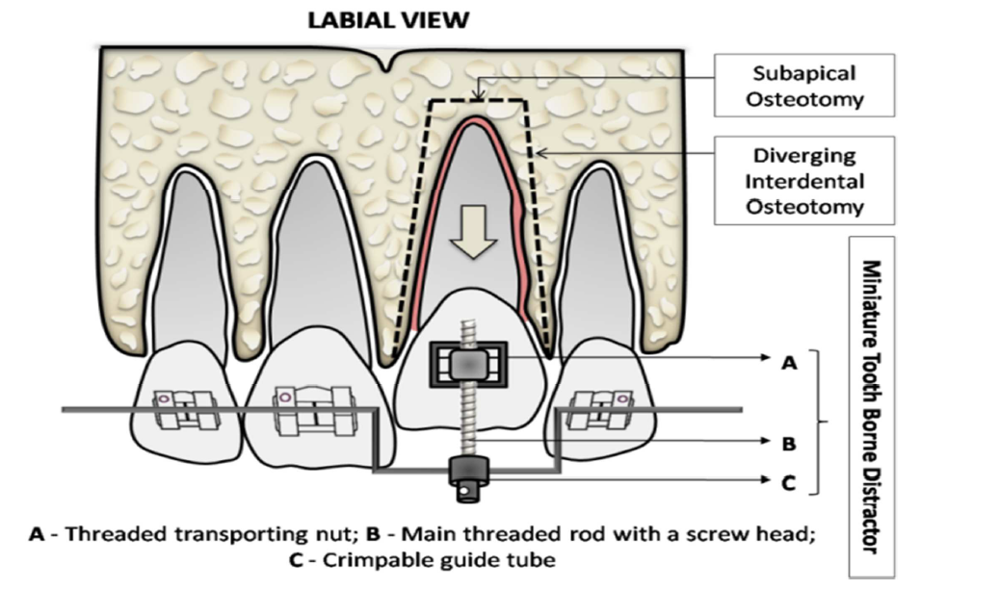 LABIAL VIEW
Subapical
Osteotomy
Diverging
Interdental
Osteotomy
A
B
C
Miniature Tooth Borne Distractor
A - Threaded transporting nut; B - Main threaded rod with a screw head;
C - Crimpable guide tube